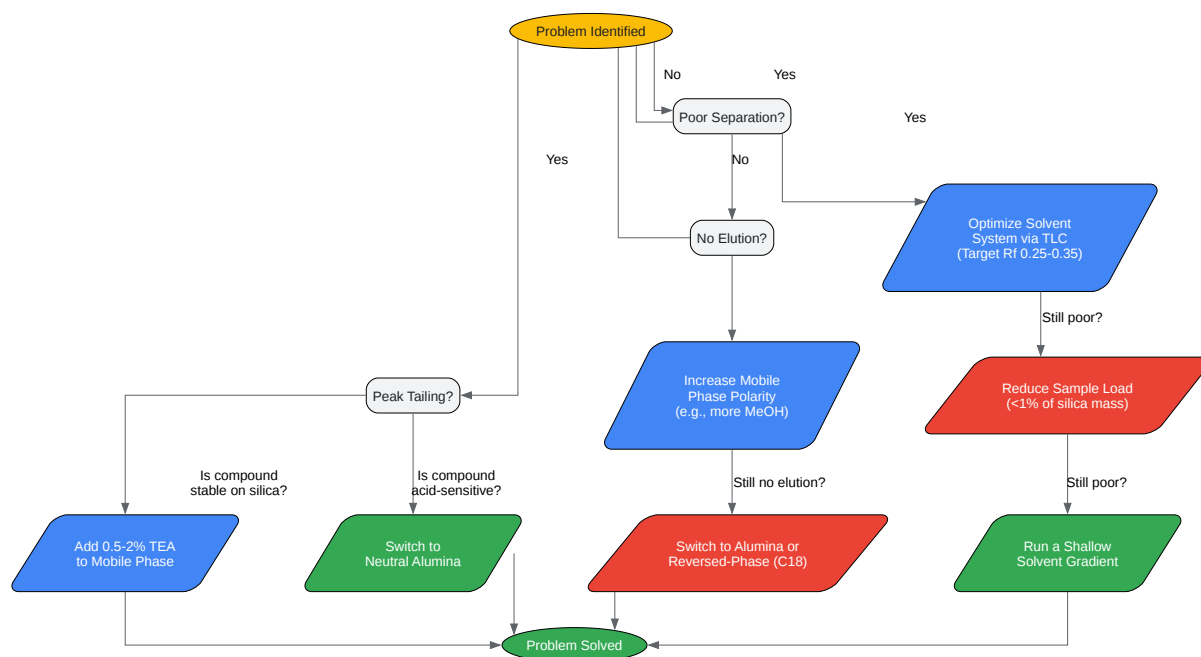 Problem Identified
No
Yes
Poor Separation?
Yes
Yes
No
Optimize Solvent
System via TLC
(Target Rf 0.25-0.35)
No Elution?
Still poor?
Increase Mobile
Phase Polarity
(e.g., more MeOH)
Reduce Sample Load
(<1% of silica mass)
Peak Tailing?
Is compound
stable on silica?
Is compound
acid-sensitive?
Still no elution?
Still poor?
Add 0.5-2% TEA
to Mobile Phase
Switch to
Neutral Alumina
Switch to Alumina or
Reversed-Phase (C18)
Run a Shallow
Solvent Gradient
Problem Solved